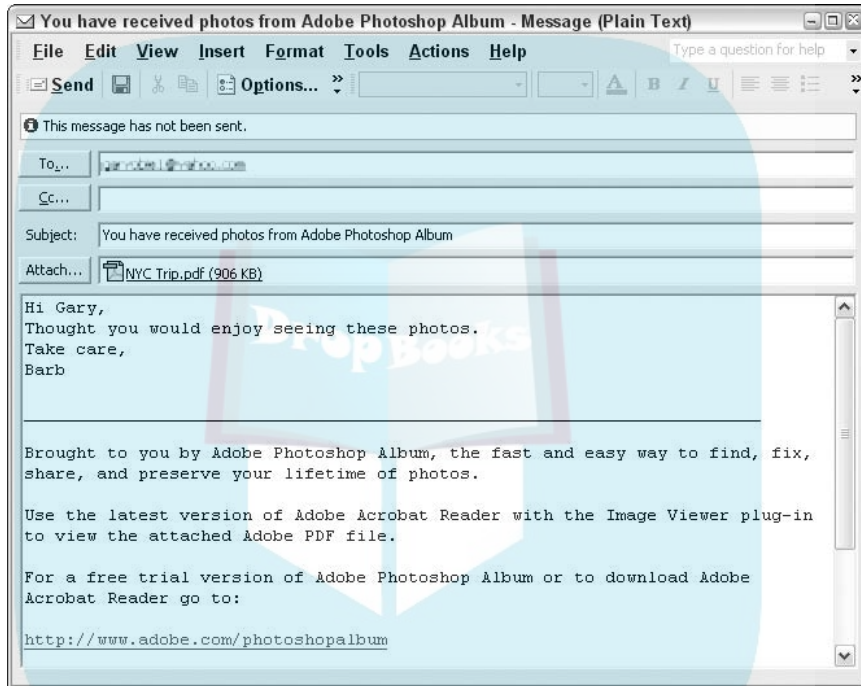 You have received photos from Adobe Photoshop Album - Message (Plain Text)
File Edit View Insert Format Tools Actions Help Type a question for help
Send Options... A B I U
This message has not been sent.
To...
Cc...
Subject: You have received photos from Adobe Photoshop Album
Attach... NYC Trip.pdf (906 KB)
Hi Gary,
Thought you would enjoy seeing these photos.
Take care,
Barb
Drop Books
Brought to you by Adobe Photoshop Album, the fast and easy way to find, fix,
share, and preserve your lifetime of photos.
Use the latest version of Adobe Acrobat Reader with the Image Viewer plug-in
to view the attached Adobe PDF file.
For a free trial version of Adobe Photoshop Album or to download Adobe
Acrobat Reader go to:
http://www.adobe.com/photoshopalbum